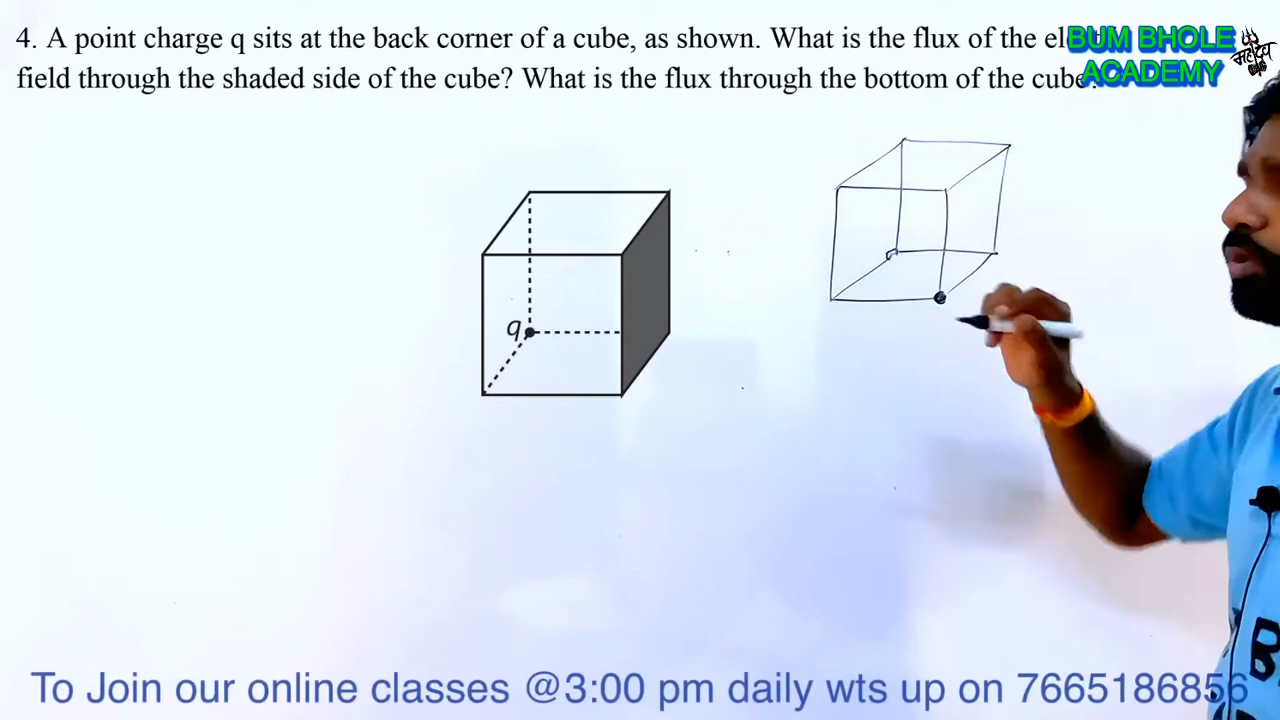 4. A point charge q sits at the back corner of a cube, as shown. What is the flux of the
field through the shaded side of the cube? What is the flux through the bottom of the cube?
BUM BHOLE
ACADEMY
महादेव
q
To Join our online classes @3:00 pm daily wts up on 7665186856